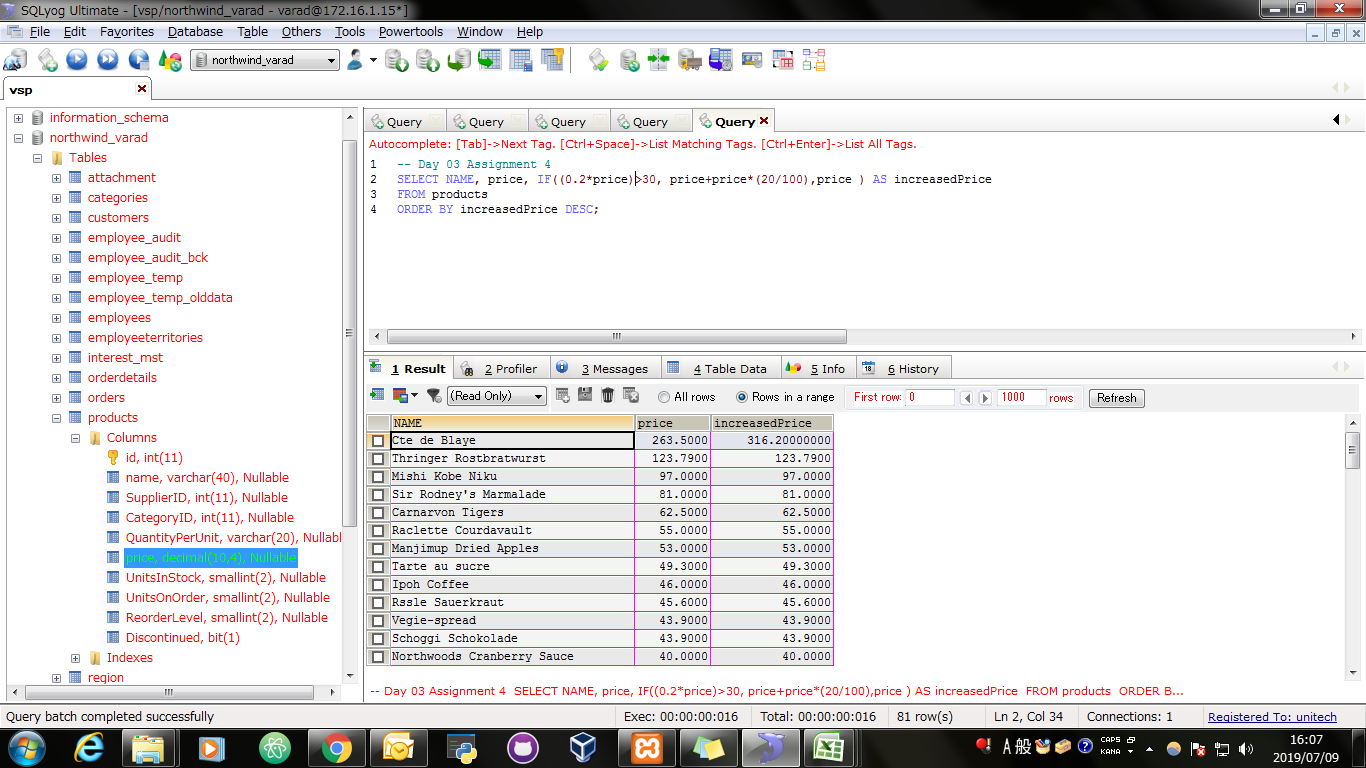 SQLyog Ultimate - [vsp/northwind_varad - varad@172.16.1.15*]
File Edit Favorites Database Table Others Tools Powertools Window Help
northwind_varad
vsp
information_schema
northwind_varad
Tables
attachment
categories
customers
employee_audit
employee_audit_bck
employee_temp
employee_temp_olddata
employees
employeeterritories
interest_mst
orderdetails
orders
products
Columns
id, int(11)
name, varchar(40), Nullable
SupplierID, int(11), Nullable
CategoryID, int(11), Nullable
QuantityPerUnit, varchar(20), Nullabl
price, decimal(10,4), Nullable
UnitsInStock, smallint(2), Nullable
UnitsOnOrder, smallint(2), Nullable
ReorderLevel, smallint(2), Nullable
Discontinued, bit(1)
Indexes
region
Query Query Query Query Query
Autocomplete: [Tab]->Next Tag. [Ctrl+Space]->List Matching Tags. [Ctrl+Enter]->List All Tags.
1 -- Day 03 Assignment 4
2 SELECT NAME, price, IF((0.2*price)>30, price+price*(20/100),price ) AS increasedPrice
3 FROM products
4 ORDER BY increasedPrice DESC;
1 Result 2 Profiler 3 Messages 4 Table Data 5 Info 6 History
(Read Only) All rows Rows in a range First row: 0 1000 rows Refresh
NAME price increasedPrice
Cte de Blaye 263.5000 316.20000000
Thringer Rostbratwurst 123.7900 123.7900
Mishi Kobe Niku 97.0000 97.0000
Sir Rodney's Marmalade 81.0000 81.0000
Carnarvon Tigers 62.5000 62.5000
Raclette Courdavault 55.0000 55.0000
Manjimup Dried Apples 53.0000 53.0000
Tarte au sucre 49.3000 49.3000
Ipoh Coffee 46.0000 46.0000
Rssle Sauerkraut 45.6000 45.6000
Vegie-spread 43.9000 43.9000
Schoggi Schokolade 43.9000 43.9000
Northwoods Cranberry Sauce 40.0000 40.0000
-- Day 03 Assignment 4 SELECT NAME, price, IF((0.2*price)>30, price+price*(20/100),price ) AS increasedPrice FROM products ORDER B...
Query batch completed successfully Exec: 00:00:00:016 Total: 00:00:00:016 81 row(s) Ln 2, Col 34 Connections: 1 Registered To: unitech
A 般 CAPS KANA 16:07
2019/07/09